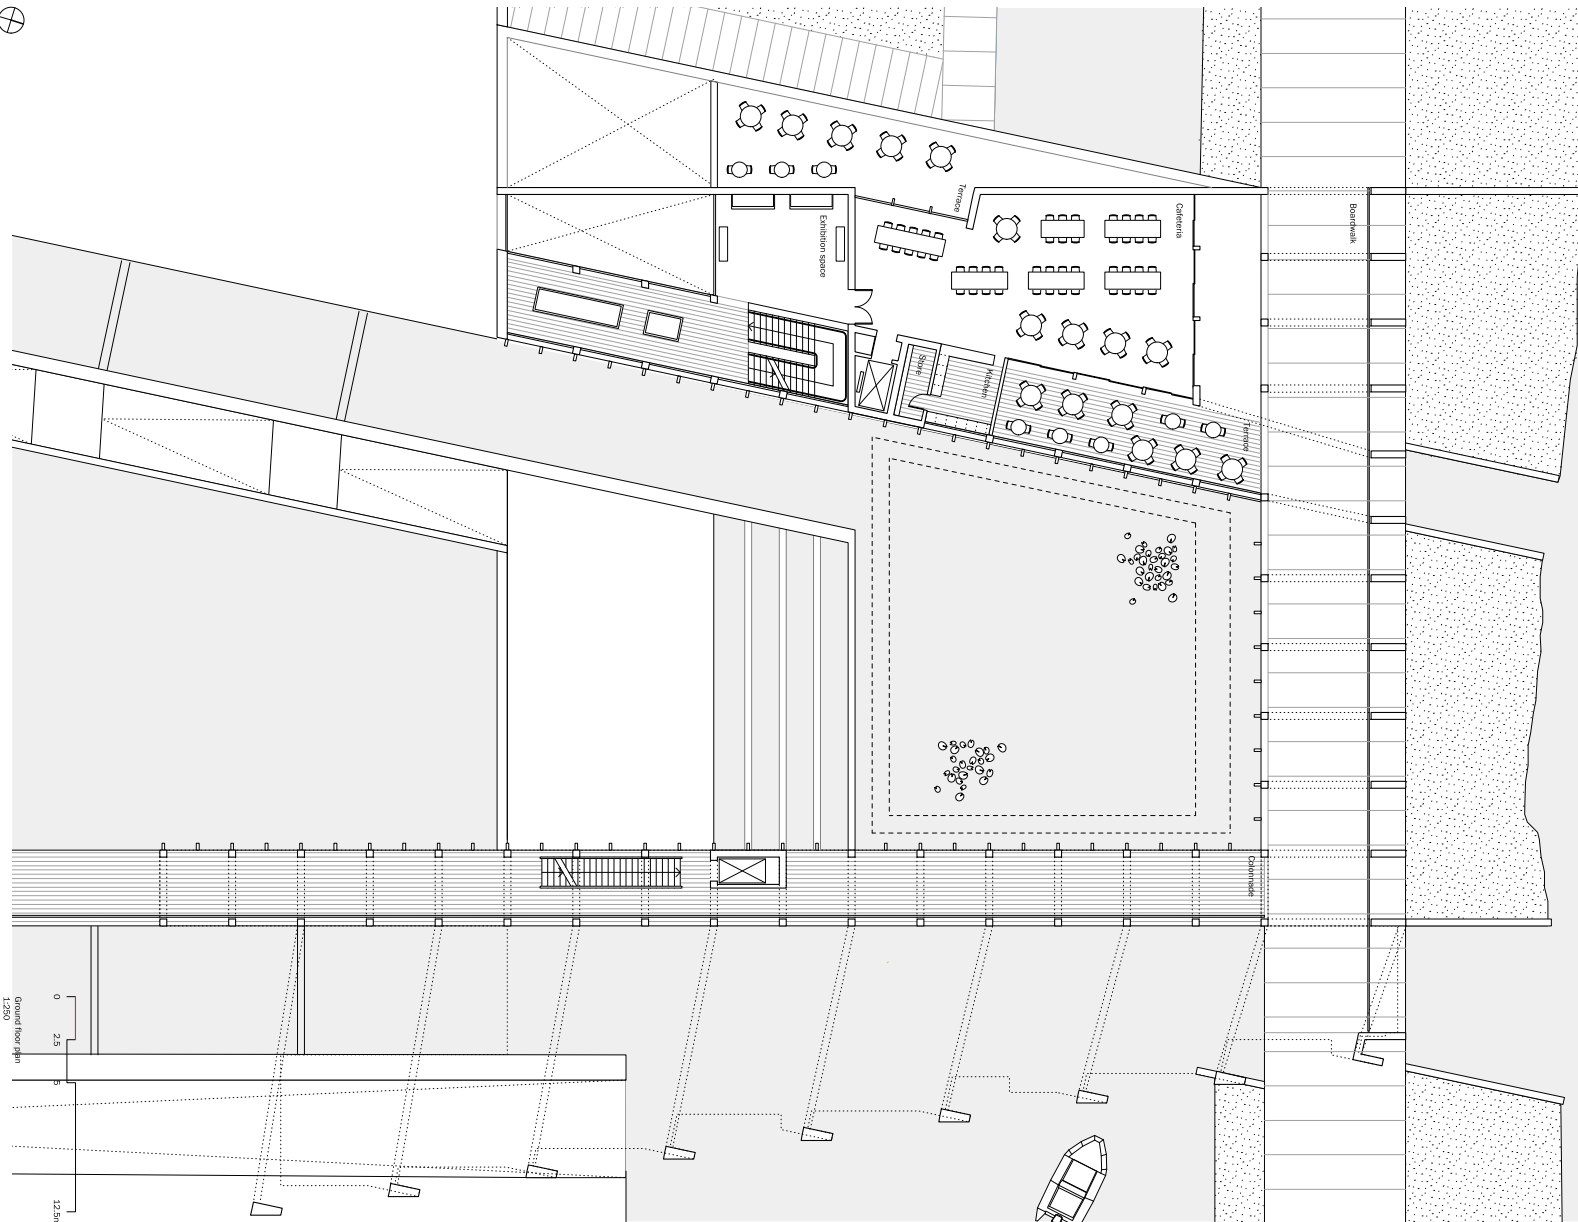 Terrace
Cafeteria
Boardwalk
Exhibition space
Store
Kitchen
Terrace
Colonnade
0
2.5
5
12.5m
Ground floor plan
1:250